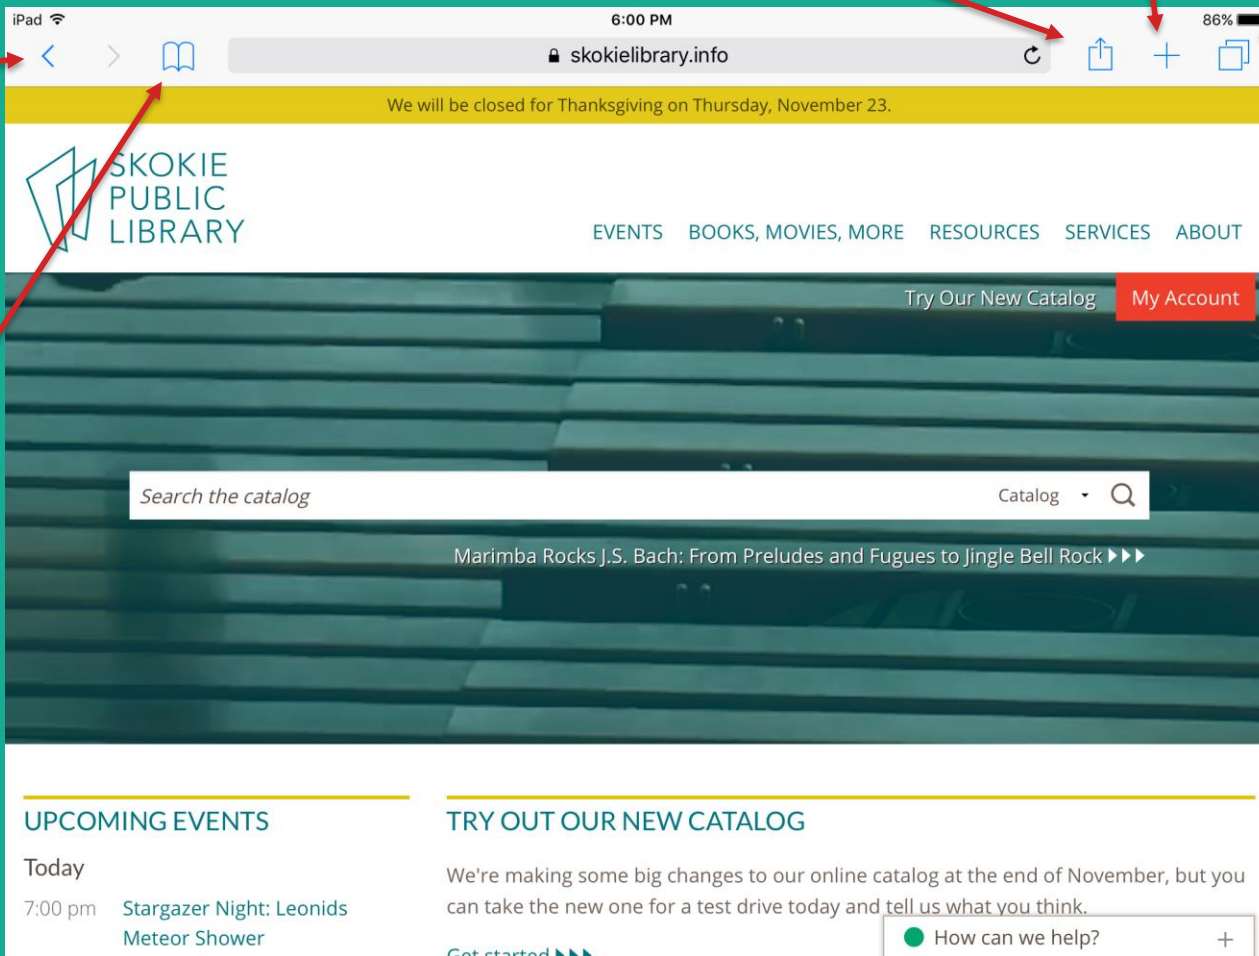 iPad
6:00 PM
86%
skokielibrary.info
We will be closed for Thanksgiving on Thursday, November 23.
SKOKIE
PUBLIC
LIBRARY
EVENTS BOOKS, MOVIES, MORE RESOURCES SERVICES ABOUT
Try Our New Catalog My Account
Search the catalog Catalog
Marimba Rocks J.S. Bach: From Preludes and Fugues to Jingle Bell Rock
UPCOMING EVENTS
Today
7:00 pm Stargazer Night: Leonids
Meteor Shower
TRY OUT OUR NEW CATALOG
We're making some big changes to our online catalog at the end of November, but you
can take the new one for a test drive today and tell us what you think.
Get started
How can we help? +